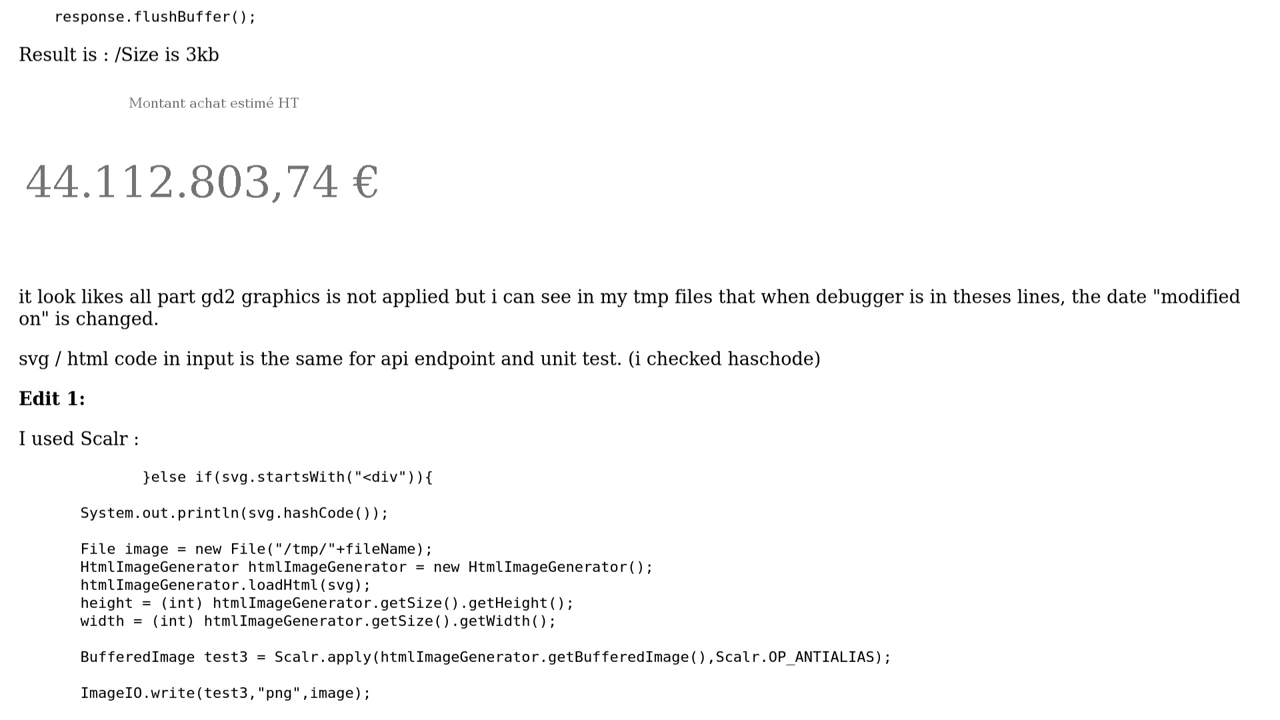 response.flushBuffer();
Result is : /Size is 3kb
Montant achat estimé HT
44.112.803,74 €
it look likes all part gd2 graphics is not applied but i can see in my tmp files that when debugger is in theses lines, the date "modified
on" is changed.
svg / html code in input is the same for api endpoint and unit test. (i checked haschode)
Edit 1:
I used Scalr :
}else if(svg.startsWith("<div")){
System.out.println(svg.hashCode());
File image = new File("/tmp/"+fileName);
HtmlImageGenerator htmlImageGenerator = new HtmlImageGenerator();
htmlImageGenerator.loadHtml(svg);
height = (int) htmlImageGenerator.getSize().getHeight();
width = (int) htmlImageGenerator.getSize().getWidth();
BufferedImage test3 = Scalr.apply(htmlImageGenerator.getBufferedImage(),Scalr.OP_ANTIALIAS);
ImageIO.write(test3,"png",image);